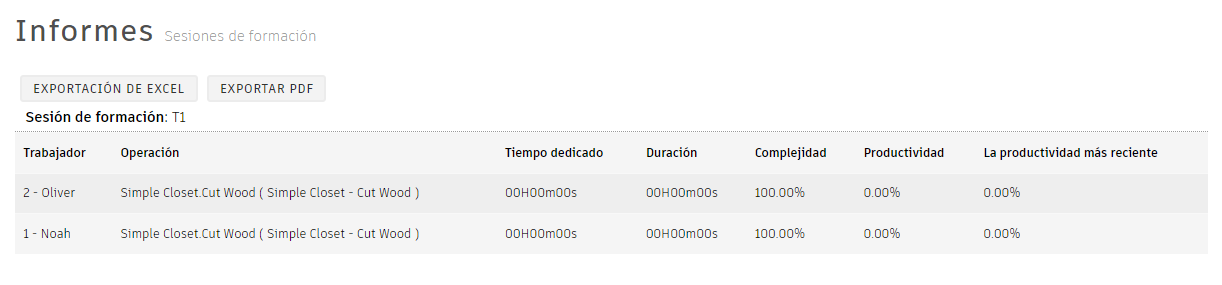 Informes Sesiones de formación
EXPORTACIÓN DE EXCEL EXPORTAR PDF
Sesión de formación: T1
Trabajador Operación Tiempo dedicado Duración Complejidad Productividad La productividad más reciente
2 - Oliver Simple Closet.Cut Wood ( Simple Closet - Cut Wood ) 00H00m00s 00H00m00s 100.00% 0.00% 0.00%
1 - Noah Simple Closet.Cut Wood ( Simple Closet - Cut Wood ) 00H00m00s 00H00m00s 100.00% 0.00% 0.00%